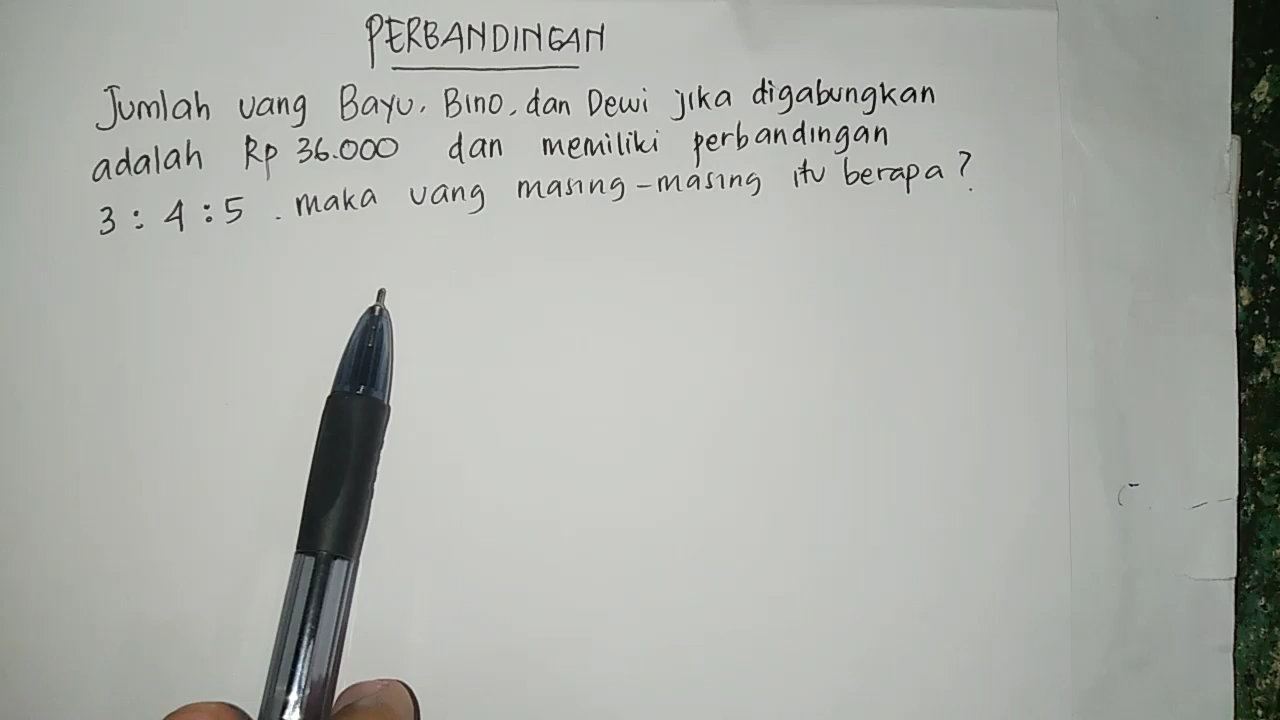 PERBANDINGAN
Jumlah uang Bayu, Bino, dan Dewi jika digabungkan
adalah Rp 36.000 dan memiliki perbandingan
3 : 4 : 5 . maka uang masing-masing itu berapa?